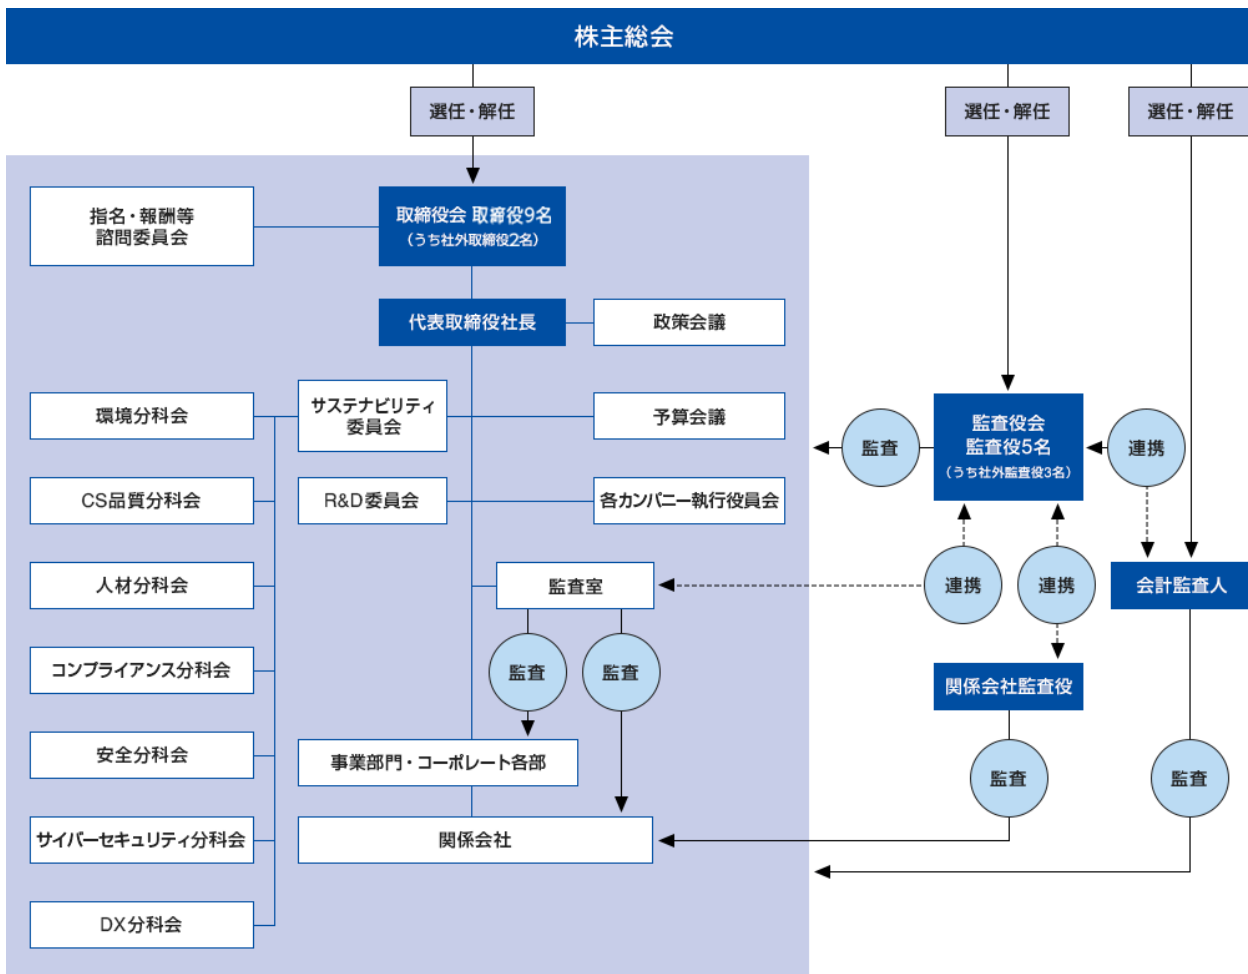 株主総会
選任・解任
選任・解任
選任・解任
指名・報酬等
諮問委員会
取締役会 取締役9名
(うち社外取締役2名)
代表取締役社長
政策会議
環境分科会
サステナビリティ
委員会
予算会議
監査
監査役会
監査役5名
(うち社外監査役3名)
連携
CS品質分科会
R&D委員会
各カンパニー執行役員会
人材分科会
監査室
連携
連携
会計監査人
コンプライアンス分科会
監査
監査
関係会社監査役
安全分科会
事業部門・コーポレート各部
監査
監査
サイバーセキュリティ分科会
関係会社
DX分科会